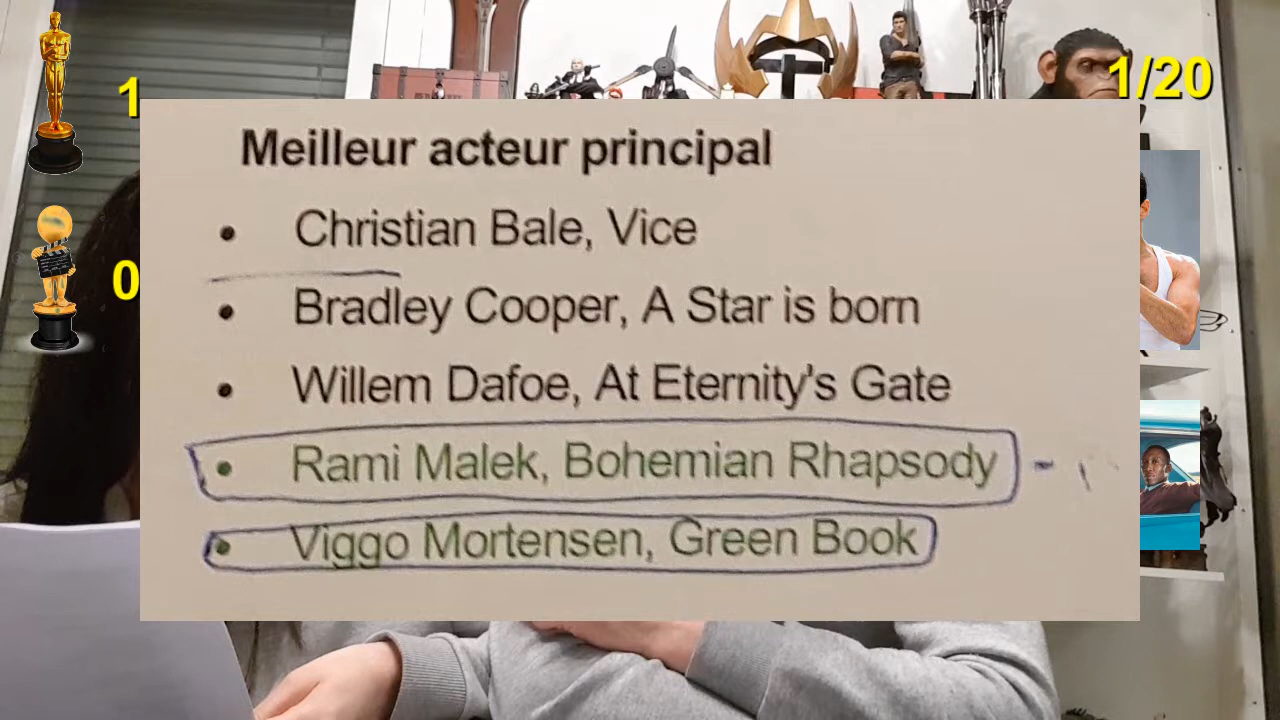 1
1/20
Meilleur acteur principal
• Christian Bale, Vice
• Bradley Cooper, A Star is born
• Willem Dafoe, At Eternity's Gate
• Rami Malek, Bohemian Rhapsody
• Viggo Mortensen, Green Book
0